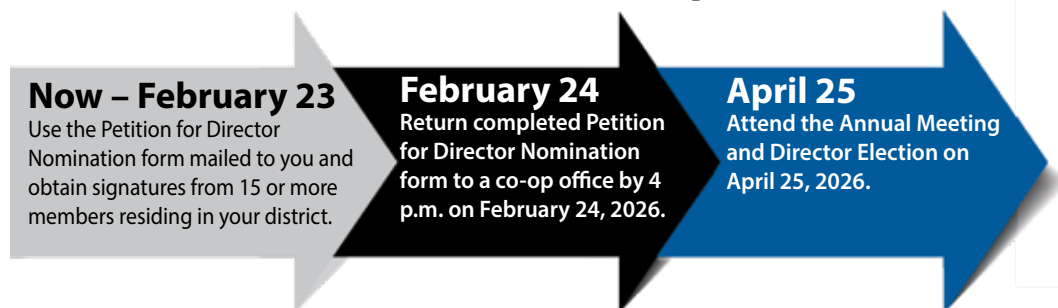 Now – February 23
Use the Petition for Director
Nomination form mailed to you and
obtain signatures from 15 or more
members residing in your district.
February 24
Return completed Petition
for Director Nomination
form to a co-op office by 4
p.m. on February 24, 2026.
April 25
Attend the Annual Meeting
and Director Election on
April 25, 2026.